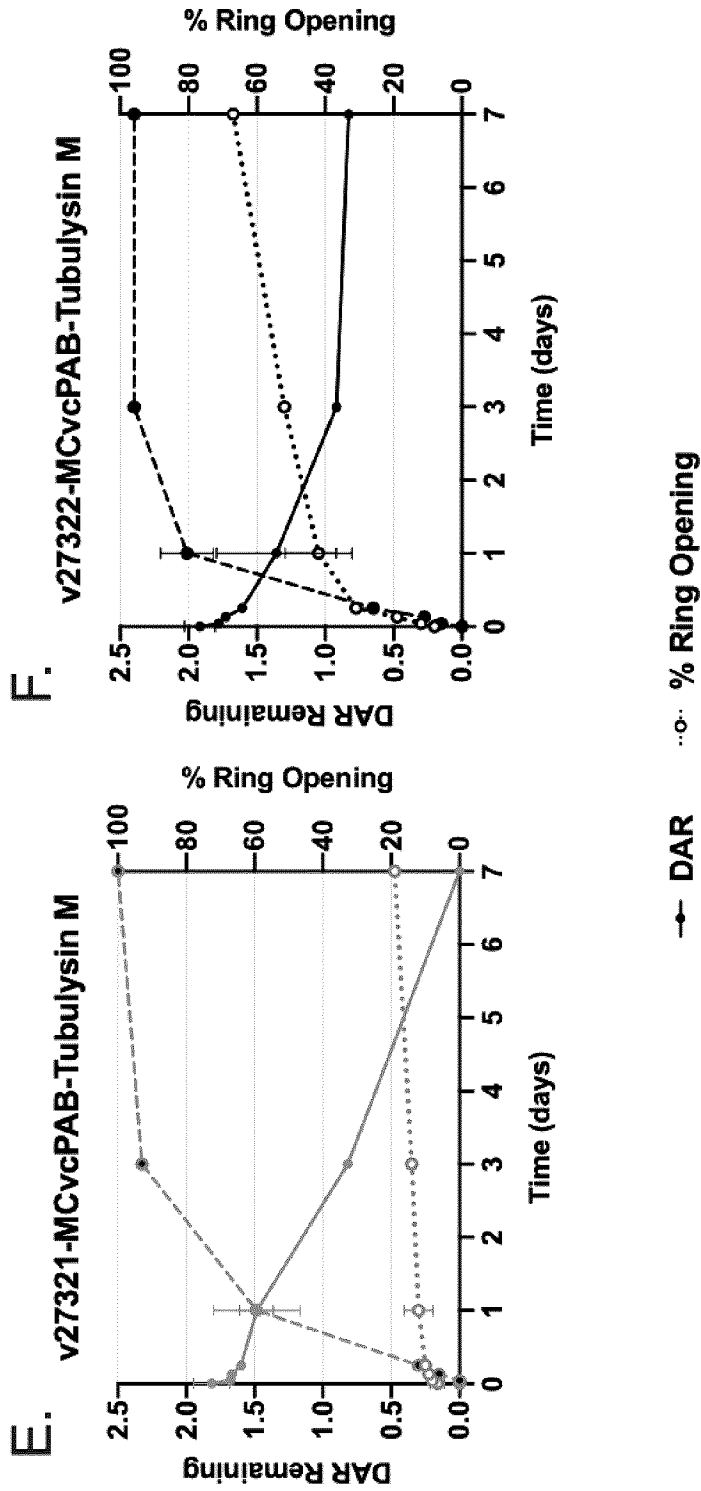 E.
v27321-MCvcPAB-Tubulysin M
DAR Remaining
2.5
2.0
1.5
1.0
0.5
0.0
% Ring Opening
100
80
60
40
20
0
0 1 2 3 4 5 6 7
Time (days)
F.
v27322-MCvcPAB-Tubulysin M
DAR Remaining
2.5
2.0
1.5
1.0
0.5
0.0
% Ring Opening
100
80
60
40
20
0
0 1 2 3 4 5 6 7
Time (days)
DAR % Ring Opening